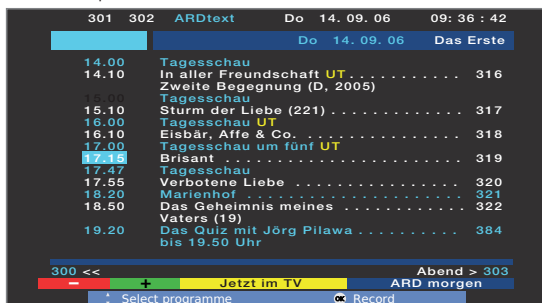 301 302 ARDtext Do 14. 09. 06 09: 36 : 42
Do 14. 09. 06 Das Erste
14.00 Tagesschau
14.10 In aller Freundschaft UT . . . . . . . . . . . 316
Zweite Begegnung (D, 2005)
15.00 Tagesschau
15.10 Sturm der Liebe (221) . . . . . . . . . . . . . 317
16.00 Tagesschau UT
16.10 Eisbär, Affe & Co. . . . . . . . . . . . . . . . 318
17.00 Tagesschau um fünf UT
17.15 Brisant . . . . . . . . . . . . . . . . . . . . . . 319
17.47 Tagesschau
17.55 Verbotene Liebe . . . . . . . . . . . . . . . . 320
18.20 Marienhof . . . . . . . . . . . . . . . . . . . . 321
18.50 Das Geheimnis meines . . . . . . . . . . . . 322
Vaters (19)
19.20 Das Quiz mit Jörg Pilawa . . . . . . . . . . . 384
bis 19.50 Uhr
300 << Abend > 303
− + Jetzt im TV ARD morgen
Select programme OK Record